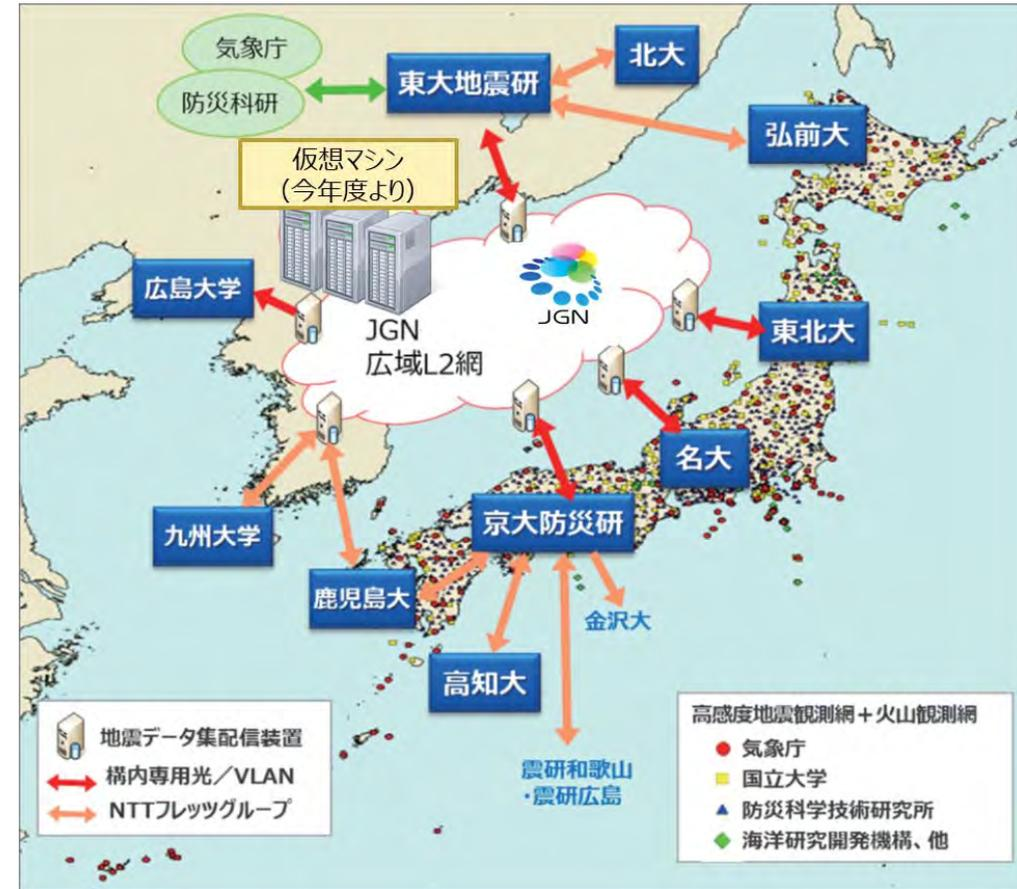 気象庁
防災科研
東大地震研
北大
弘前大
仮想マシン
(今年度より)
広島大学
JGN
広域L2網
JGN
東北大
名大
九州大学
京大防災研
鹿児島大
金沢大
高知大
震研和歌山
・震研広島
地震データ集配信装置
構内専用光／VLAN
NTTフレッツグループ
高感度地震観測網＋火山観測網
気象庁
国立大学
防災科学技術研究所
海洋研究開発機構、他